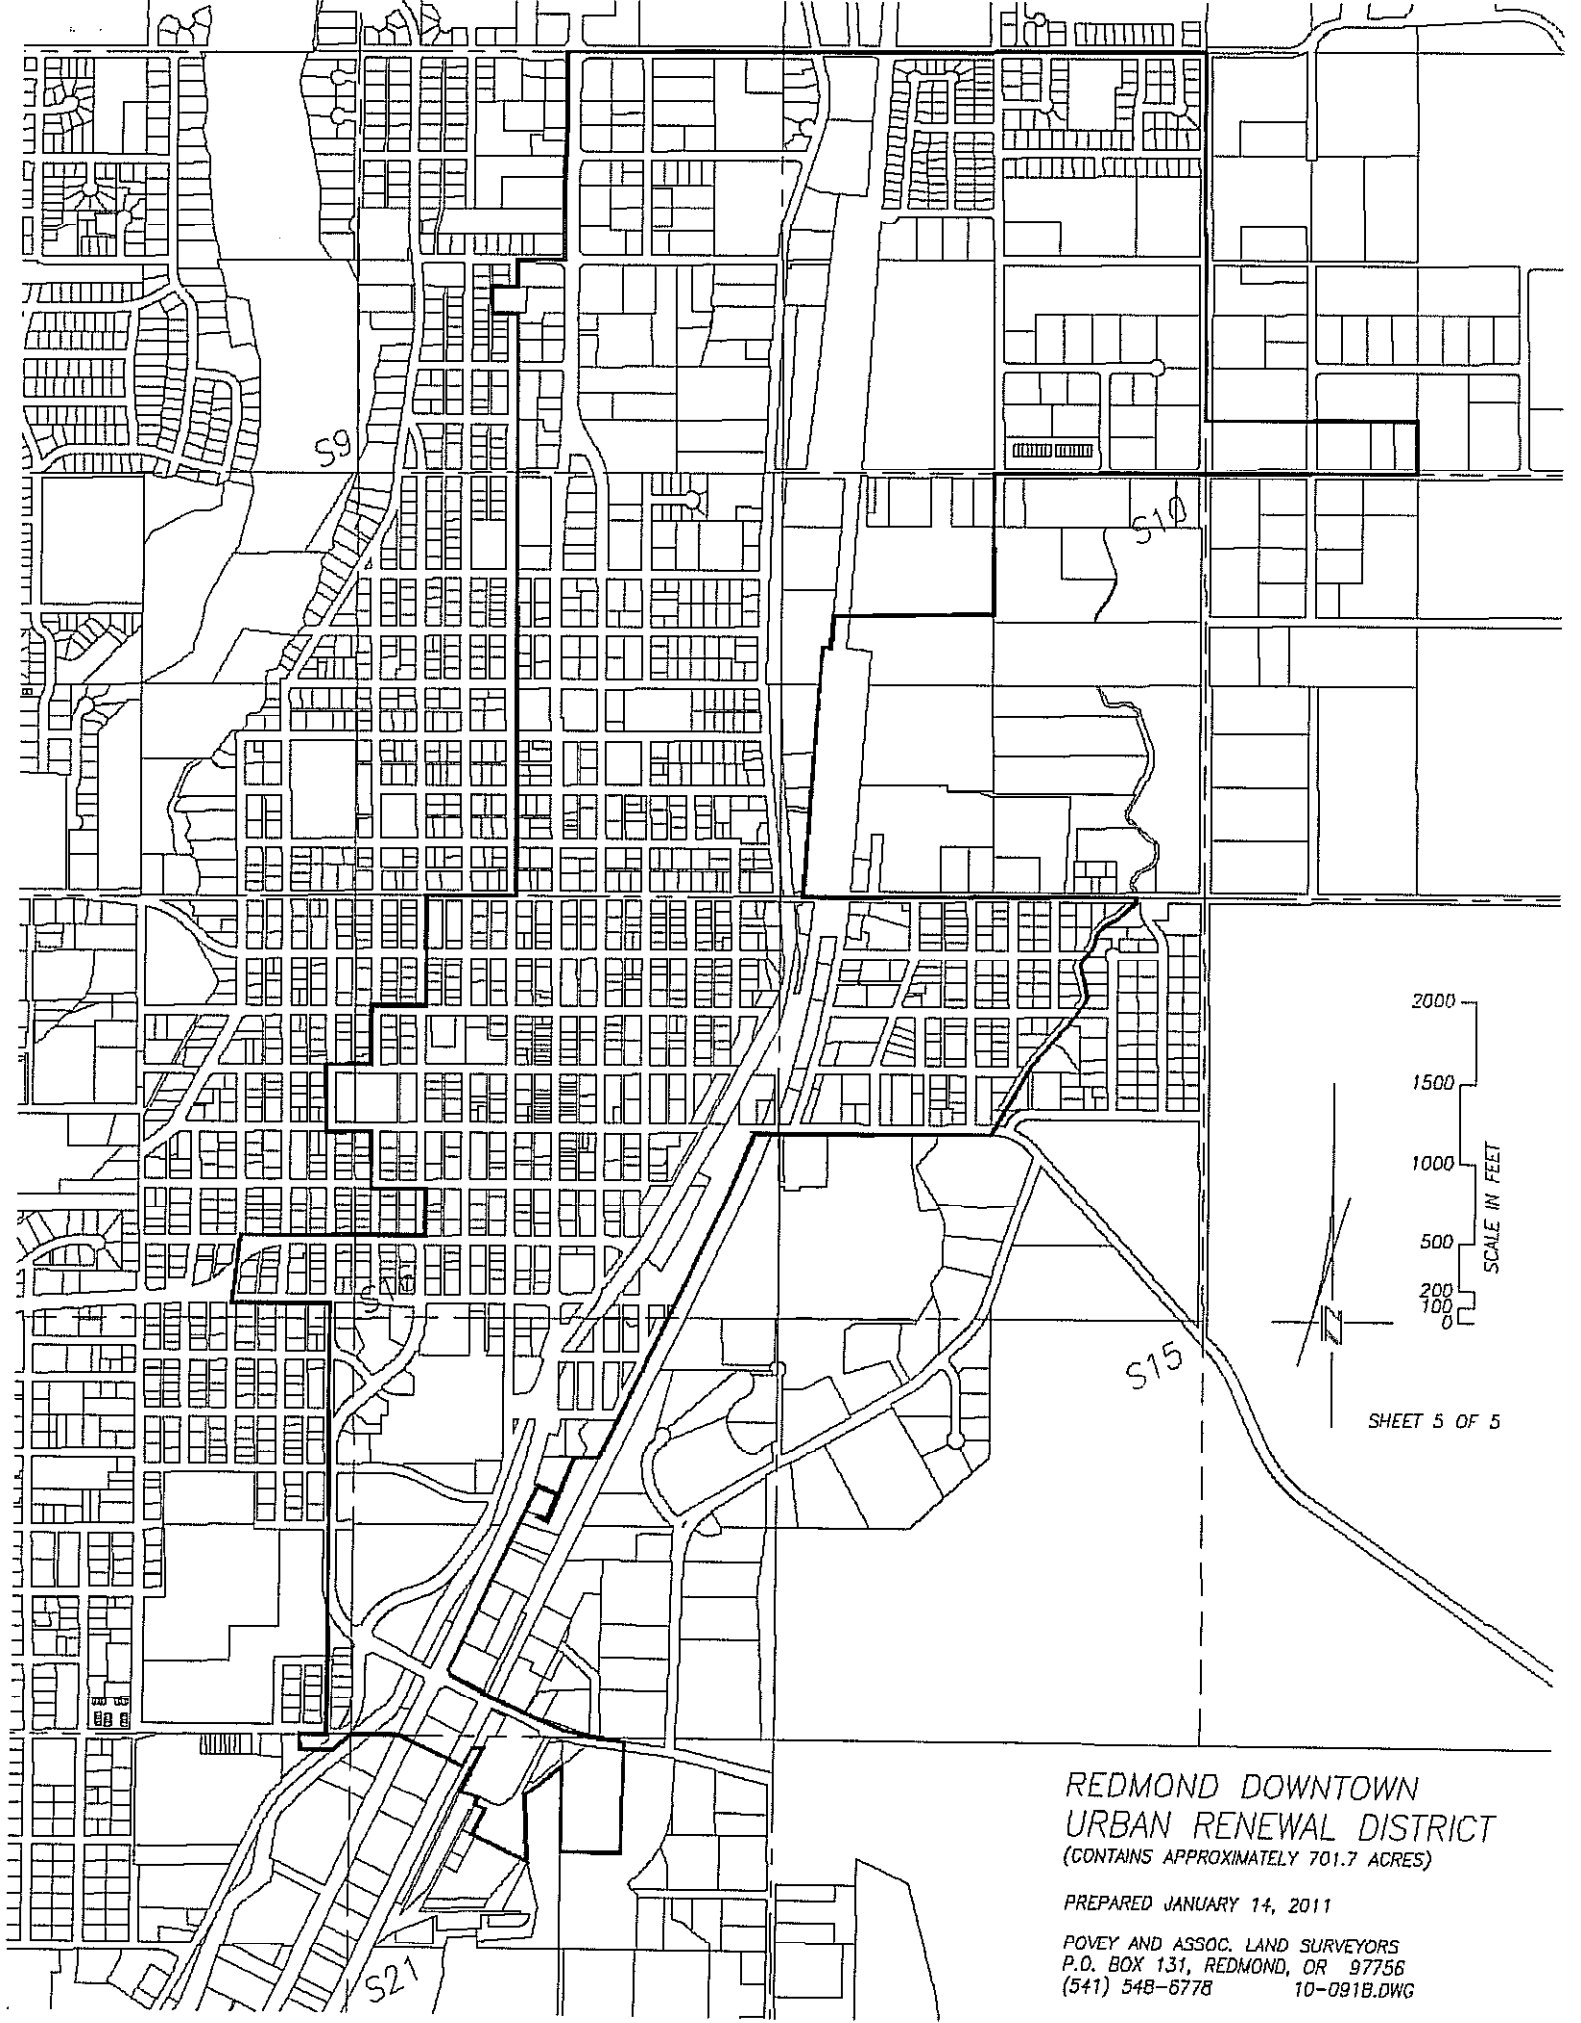 S9
S10
2000
1500
1000
500
200
100
0
SCALE IN FEET
N
S16
S15
SHEET 5 OF 5
REDMOND DOWNTOWN
URBAN RENEWAL DISTRICT
(CONTAINS APPROXIMATELY 701.7 ACRES)
PREPARED JANUARY 14, 2011
POVEY AND ASSOC. LAND SURVEYORS
P.O. BOX 131, REDMOND, OR 97756
(541) 548-6778 10-091B.DWG
S21